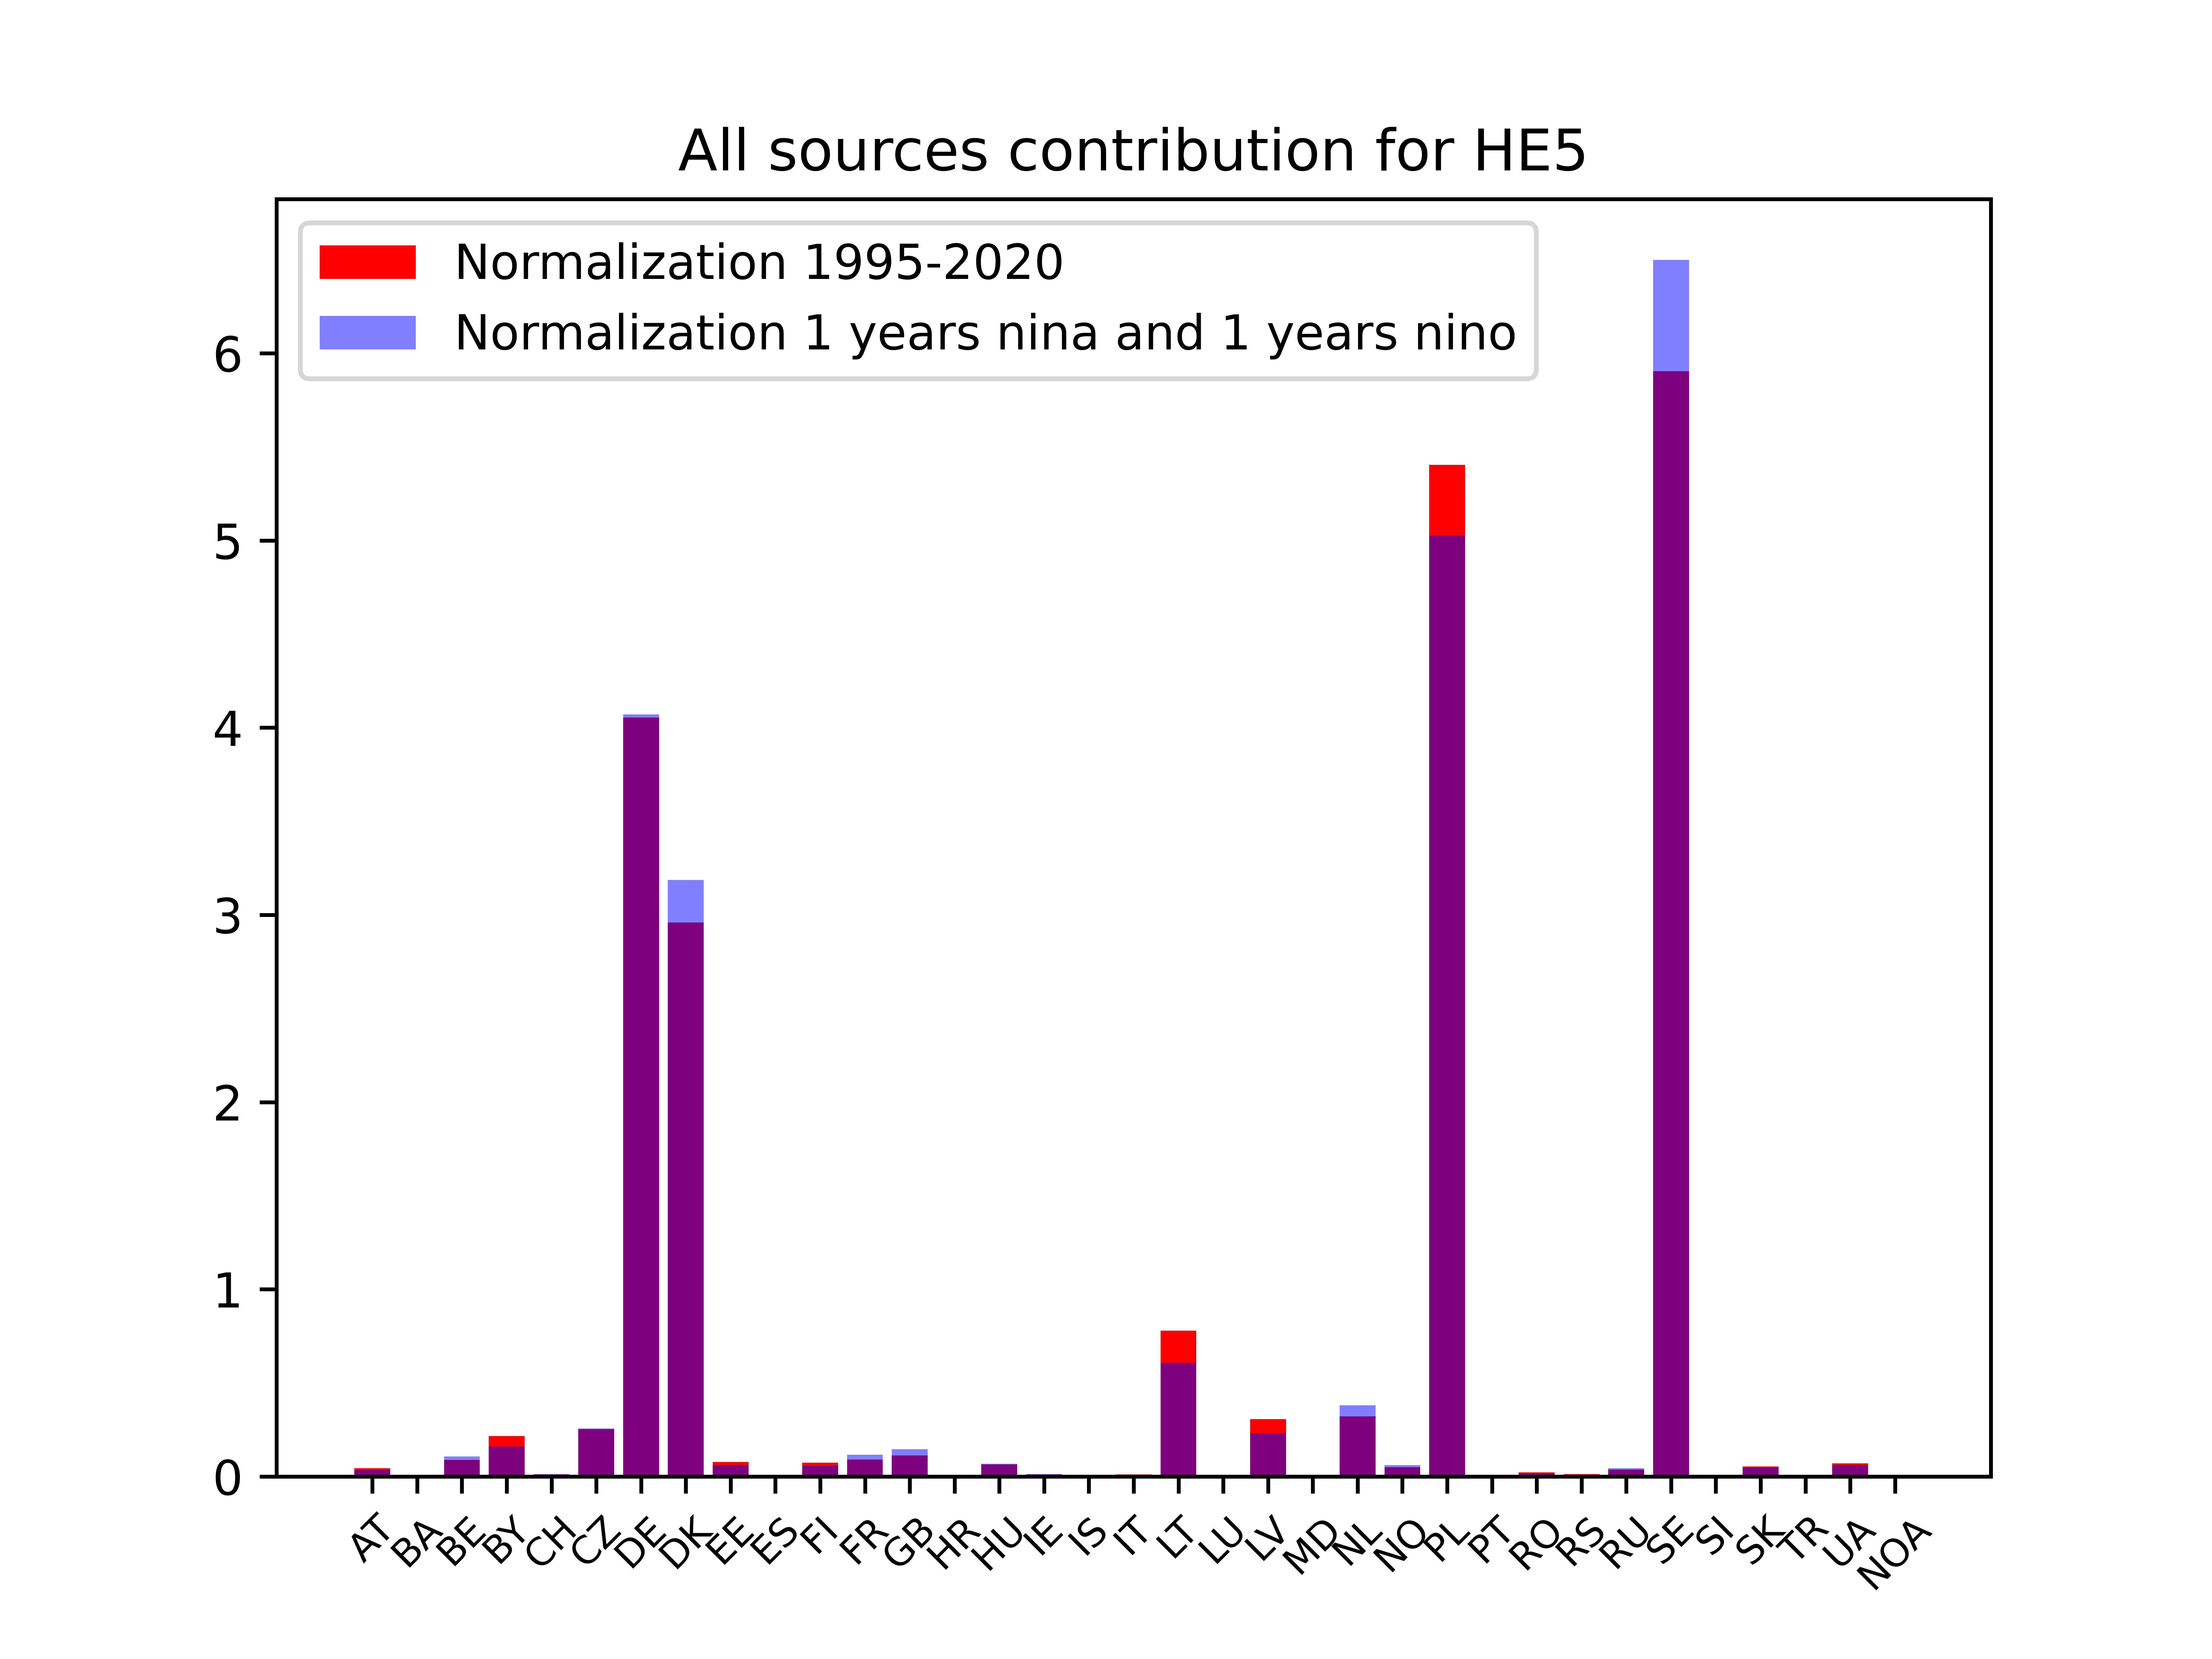 All sources contribution for HE5
Normalization 1995-2020
Normalization 1 years nina and 1 years nino
6
5
4
3
2
1
0
AT BA BE BY CH CZ DE DK EE ES FI FR GB HR HU IE IS IT LT LU LV MD NL NO PL PT RO RS RU SE SI SK TR UA NOA